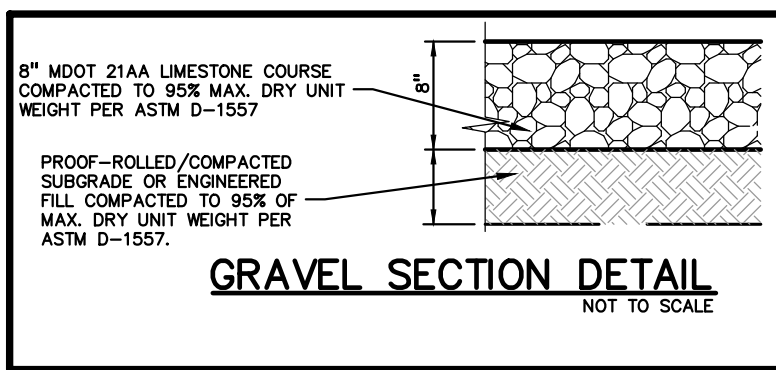 8" MDOT 21AA LIMESTONE COURSE
COMPACTED TO 95% MAX. DRY UNIT
WEIGHT PER ASTM D-1557
8"
PROOF-ROLLED/COMPACTED
SUBGRADE OR ENGINEERED
FILL COMPACTED TO 95% OF
MAX. DRY UNIT WEIGHT PER
ASTM D-1557.
GRAVEL SECTION DETAIL
NOT TO SCALE